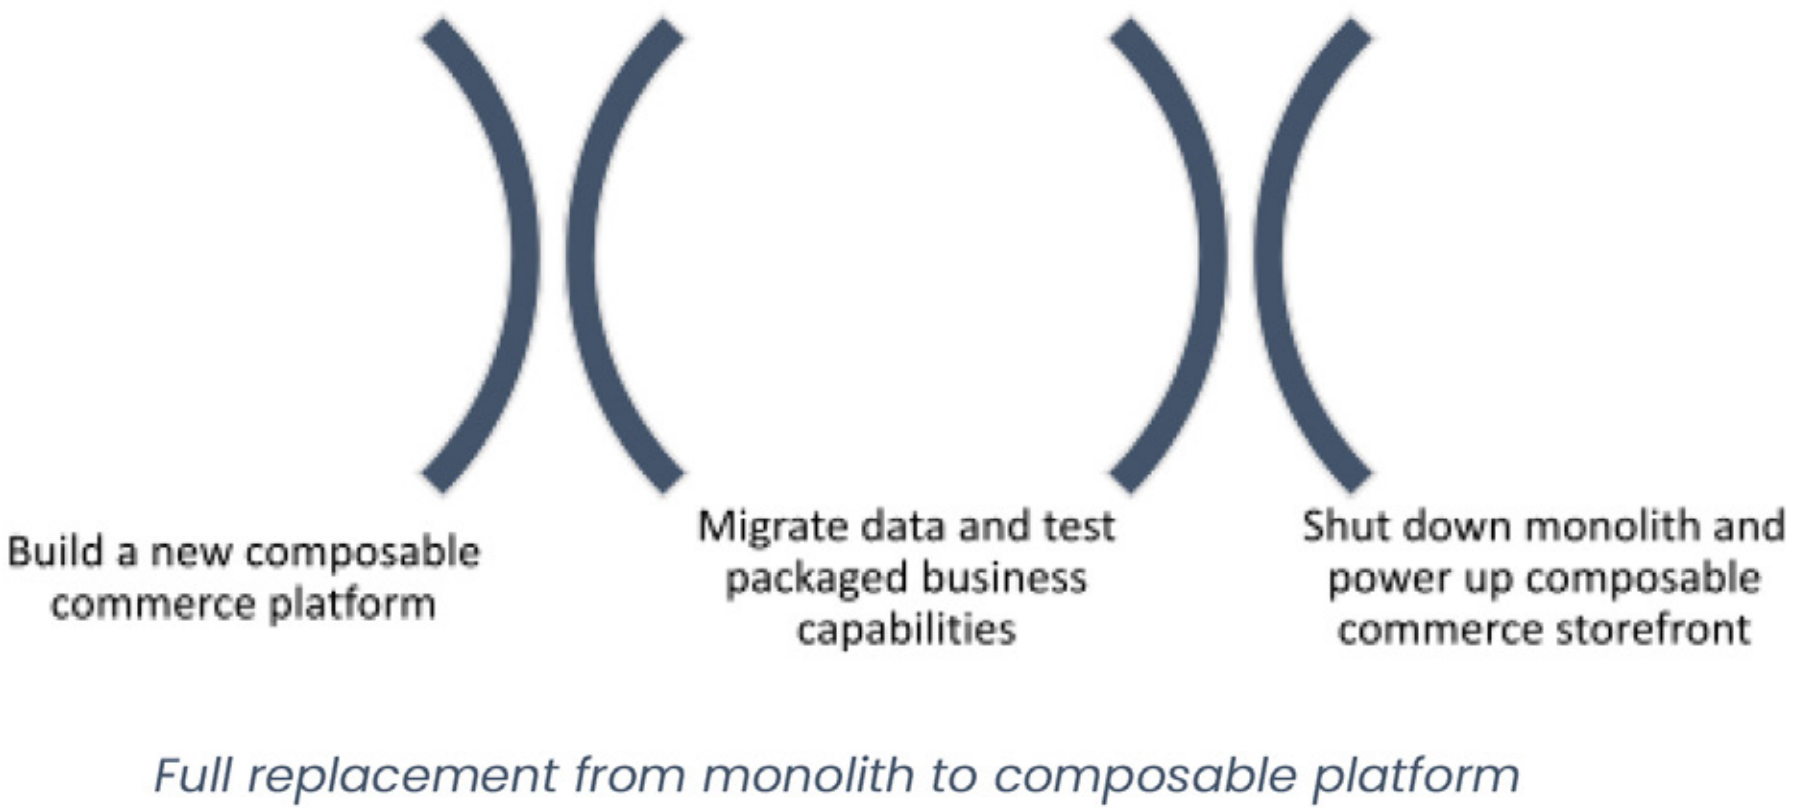 Build a new composable
commerce platform
Migrate data and test
packaged business
capabilities
Shut down monolith and
power up composable
commerce storefront
Full replacement from monolith to composable platform